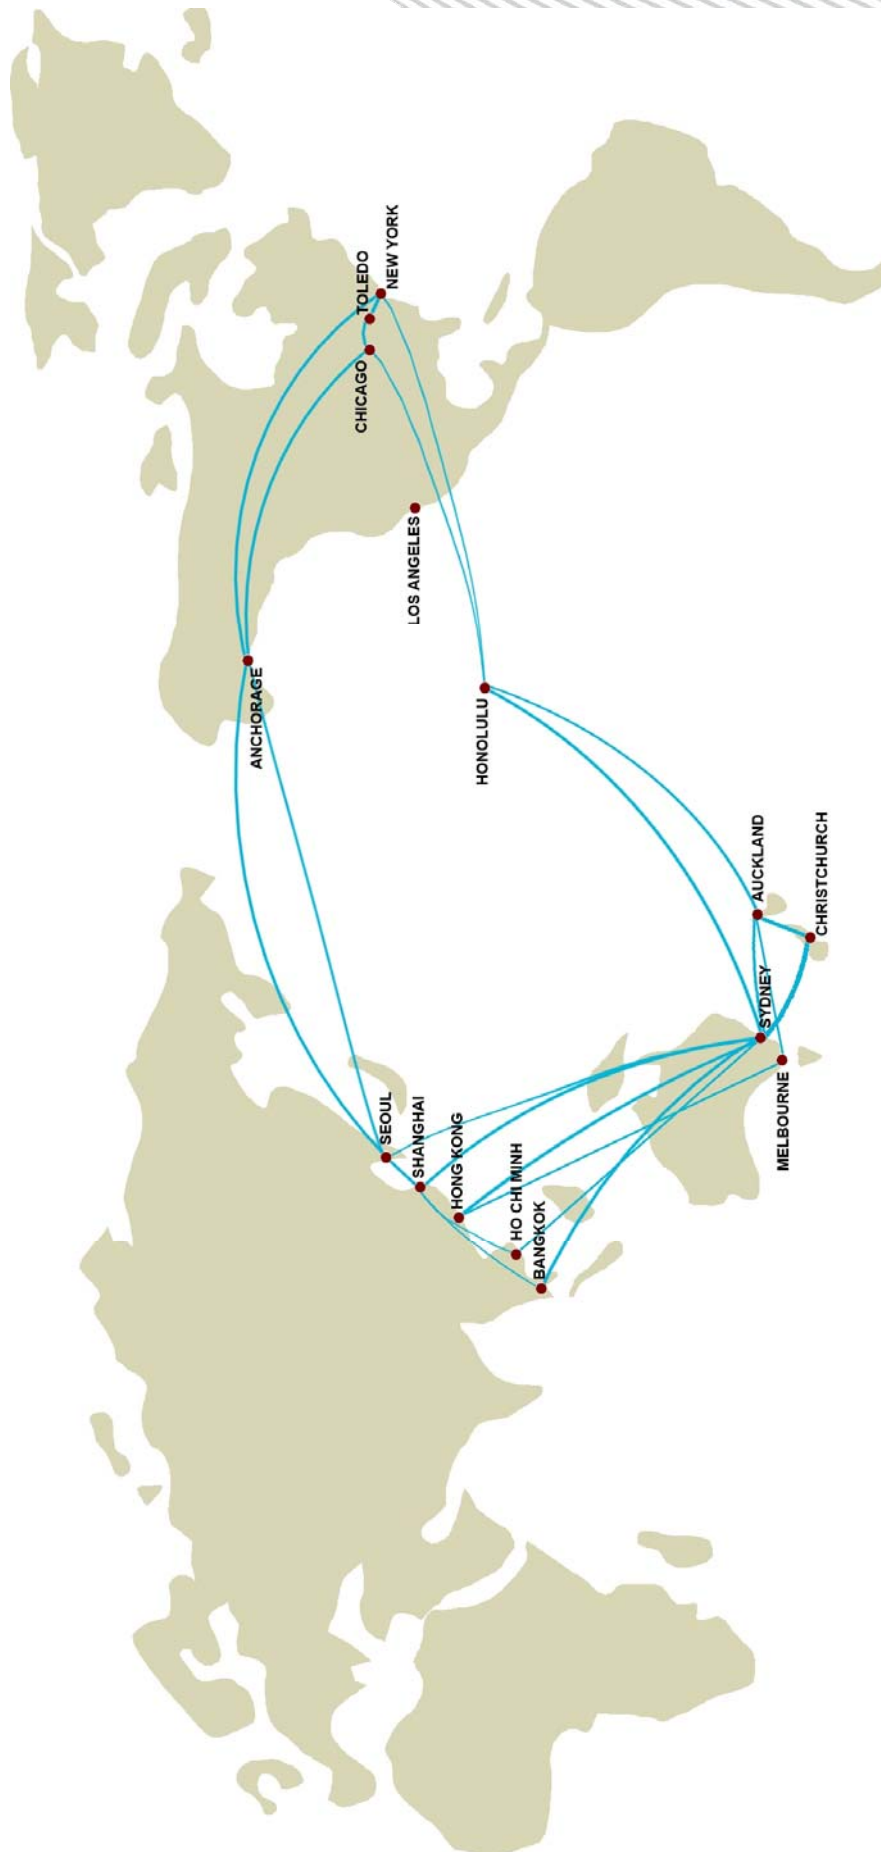 NEW YORK
TOLEDO
CHICAGO
LOS ANGELES
ANCHORAGE
HONOLULU
AUCKLAND
CHRISTCHURCH
SYDNEY
MELBOURNE
SEOUL
SHANGHAI
HONG KONG
HO CHI MINH
BANGKOK